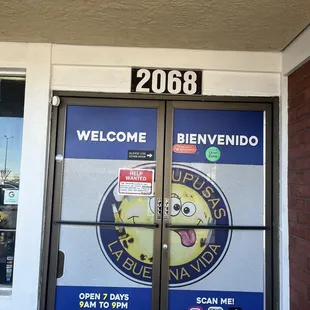 2068
WELCOME
BIENVENIDO
HELP
WANTED
PUPUSAS
LA BUENA VIDA
OPEN 7 DAYS
9AM TO 9PM
SCAN ME!